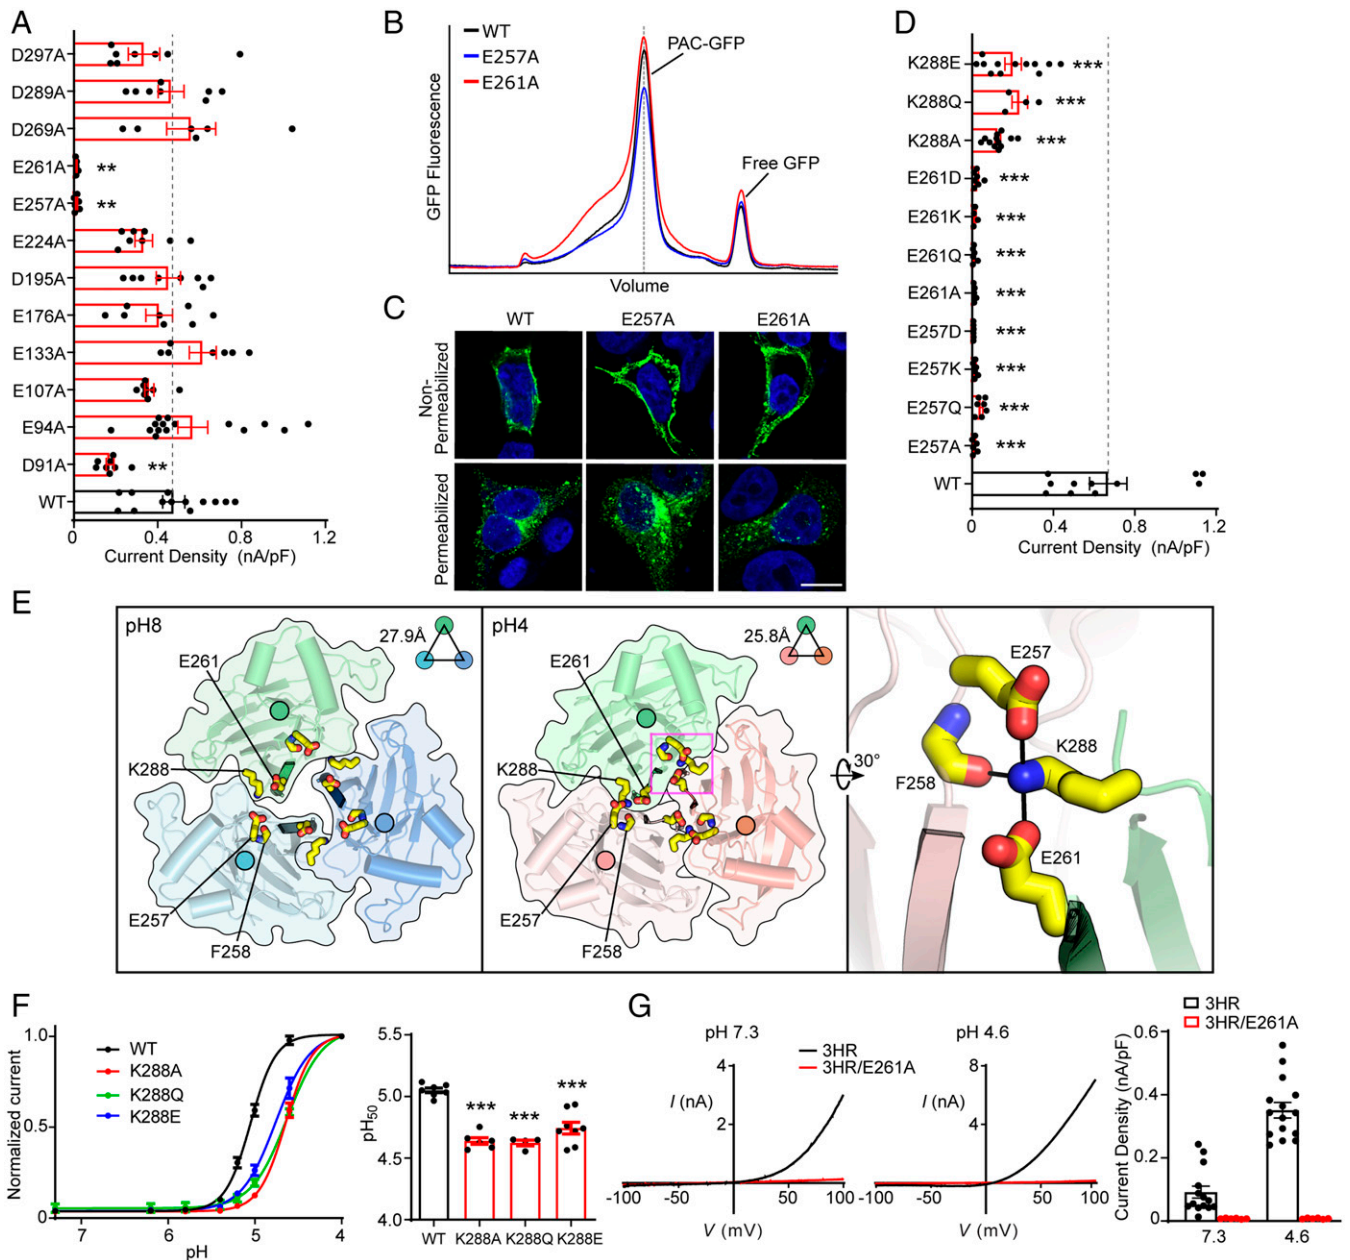 A
D297A
D289A
D269A
E261A
**
E257A
**
E224A
D195A
E176A
E133A
E107A
E94A
D91A
**
WT
0
0.4
0.8
1.2
Current Density (nA/pF)
B
WT
E257A
E261A
PAC-GFP
Free GFP
GFP Fluorescence
Volume
C
WT
E257A
E261A
Non-
Permeabilized
Permeabilized
D
K288E
***
K288Q
***
K288A
***
E261D
***
E261K
***
E261Q
***
E261A
***
E257D
***
E257K
***
E257Q
***
E257A
***
WT
0
0.4
0.8
1.2
Current Density (nA/pF)
E
pH8
27.9Å
E261
K288
E257
F258
pH4
25.8Å
E261
K288
E257
F258
30°
E257
K288
F258
E261
F
Normalized current
1.0
0.5
0
WT
K288A
K288Q
K288E
7
6
5
4
pH
pH50
5.5
5.0
4.5
4.0
***
***
***
WT
K288A
K288Q
K288E
G
pH 7.3
3HR
3HR/E261A
4
I (nA)
2
-100
-50
50
100
V (mV)
pH 4.6
8
I (nA)
4
-100
-50
50
100
V (mV)
3HR
3HR/E261A
Current Density (nA/pF)
0.6
0.4
0.2
0
7.3
4.6